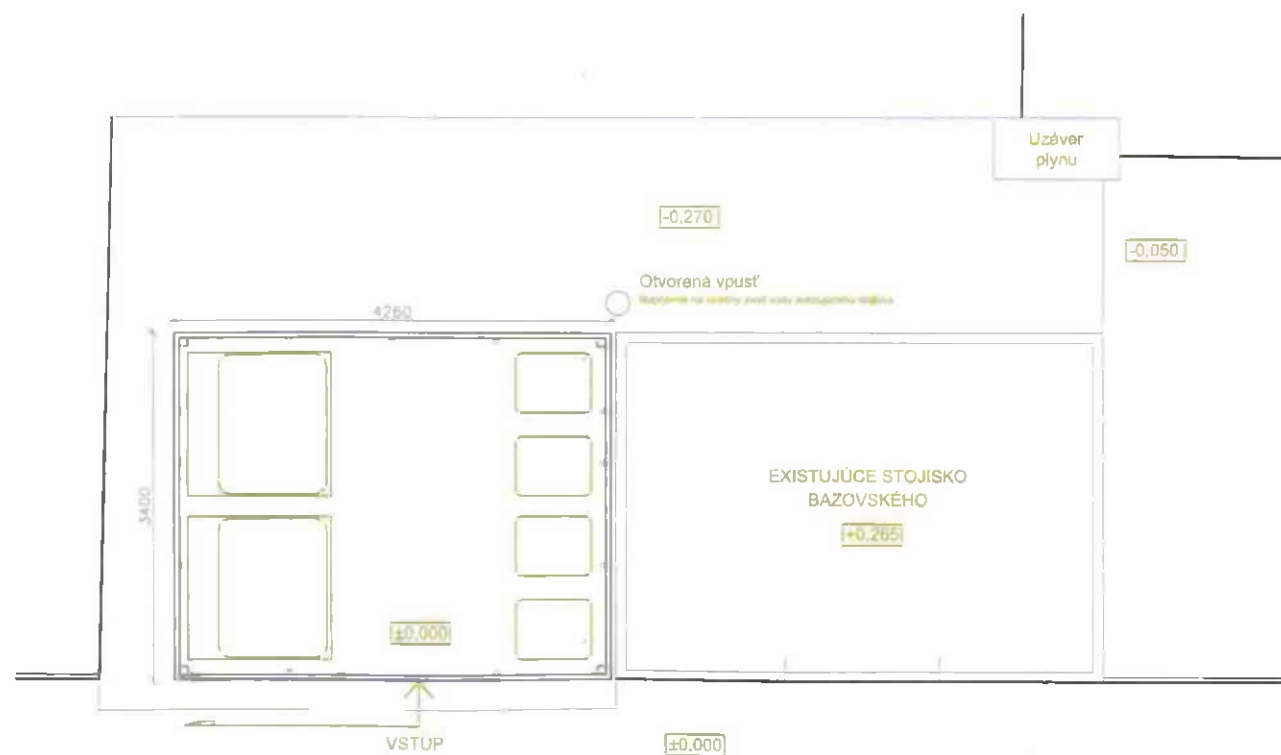 Uzáver
plynu
-0,270
-0,050
Otvorená vpusť
4260
3400
EXISTUJÚCE STOJISKO
BAZOVSKÉHO
+0,265
±0,000
VSTUP
±0,000